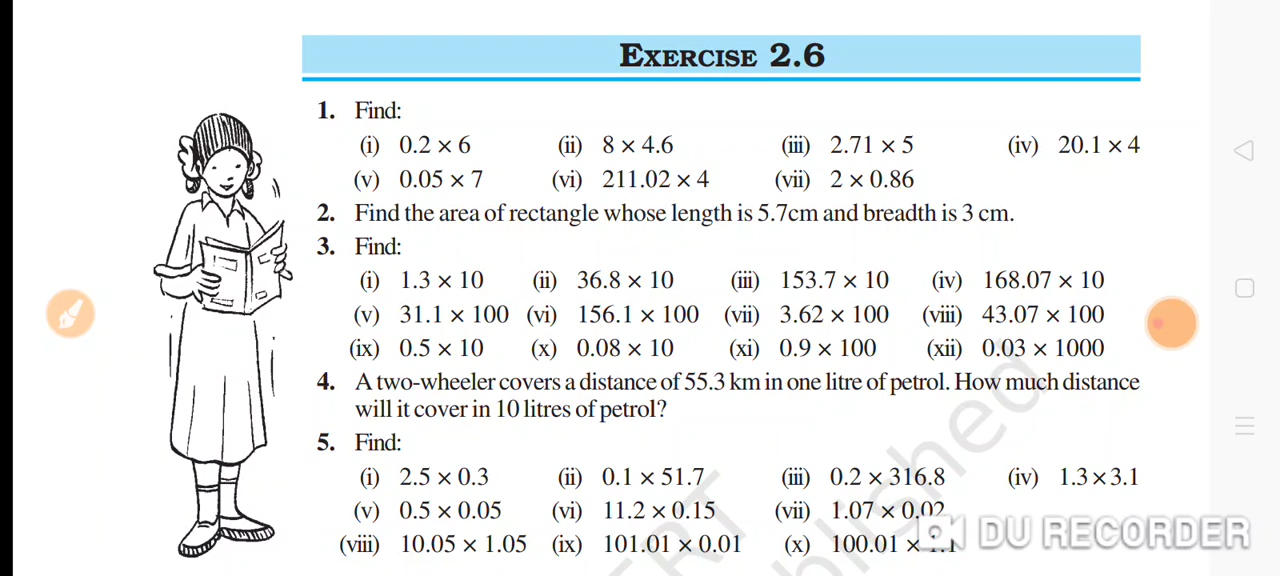 EXERCISE 2.6
1. Find:
(i) 0.2 × 6 (ii) 8 × 4.6 (iii) 2.71 × 5 (iv) 20.1 × 4
(v) 0.05 × 7 (vi) 211.02 × 4 (vii) 2 × 0.86
2. Find the area of rectangle whose length is 5.7cm and breadth is 3 cm.
3. Find:
(i) 1.3 × 10 (ii) 36.8 × 10 (iii) 153.7 × 10 (iv) 168.07 × 10
(v) 31.1 × 100 (vi) 156.1 × 100 (vii) 3.62 × 100 (viii) 43.07 × 100
(ix) 0.5 × 10 (x) 0.08 × 10 (xi) 0.9 × 100 (xii) 0.03 × 1000
4. A two-wheeler covers a distance of 55.3 km in one litre of petrol. How much distance
will it cover in 10 litres of petrol?
5. Find:
(i) 2.5 × 0.3 (ii) 0.1 × 51.7 (iii) 0.2 × 316.8 (iv) 1.3 × 3.1
(v) 0.5 × 0.05 (vi) 11.2 × 0.15 (vii) 1.07 × 0.02
(viii) 10.05 × 1.05 (ix) 101.01 × 0.01 (x) 100.01 ×
DU RECORDER